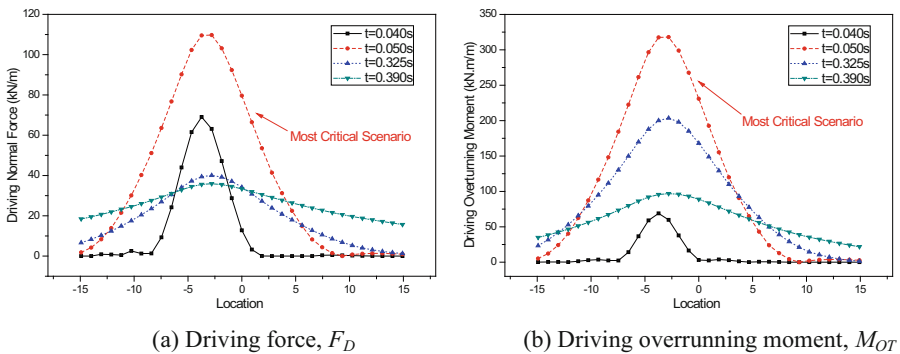 Driving Normal Force (kN/m)
120
100
80
60
40
20
0
-15 -10 -5 0 5 10 15
Location
t=0.040s
t=0.050s
t=0.325s
t=0.390s
Most Critical Scenario
(a) Driving force, F_D
Driving Overturning Moment (kN.m/m)
350
300
250
200
150
100
50
0
-15 -10 -5 0 5 10 15
Location
t=0.040s
t=0.050s
t=0.325s
t=0.390s
Most Critical Scenario
(b) Driving overrunning moment, M_OT